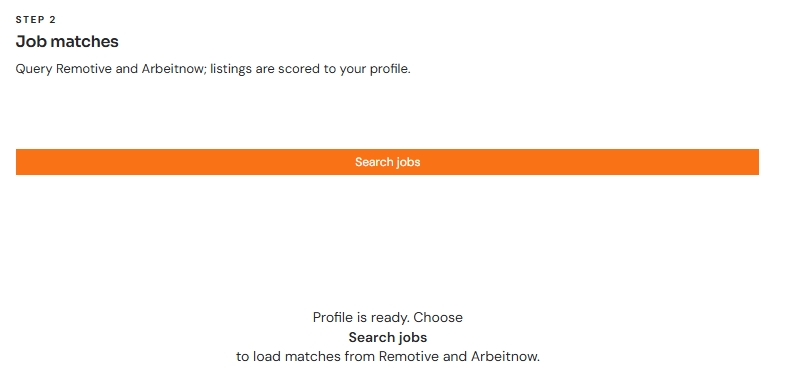 STEP 2
Job matches
Query Remotive and Arbeitnow; listings are scored to your profile.
Search jobs
Profile is ready. Choose
Search jobs
to load matches from Remotive and Arbeitnow.